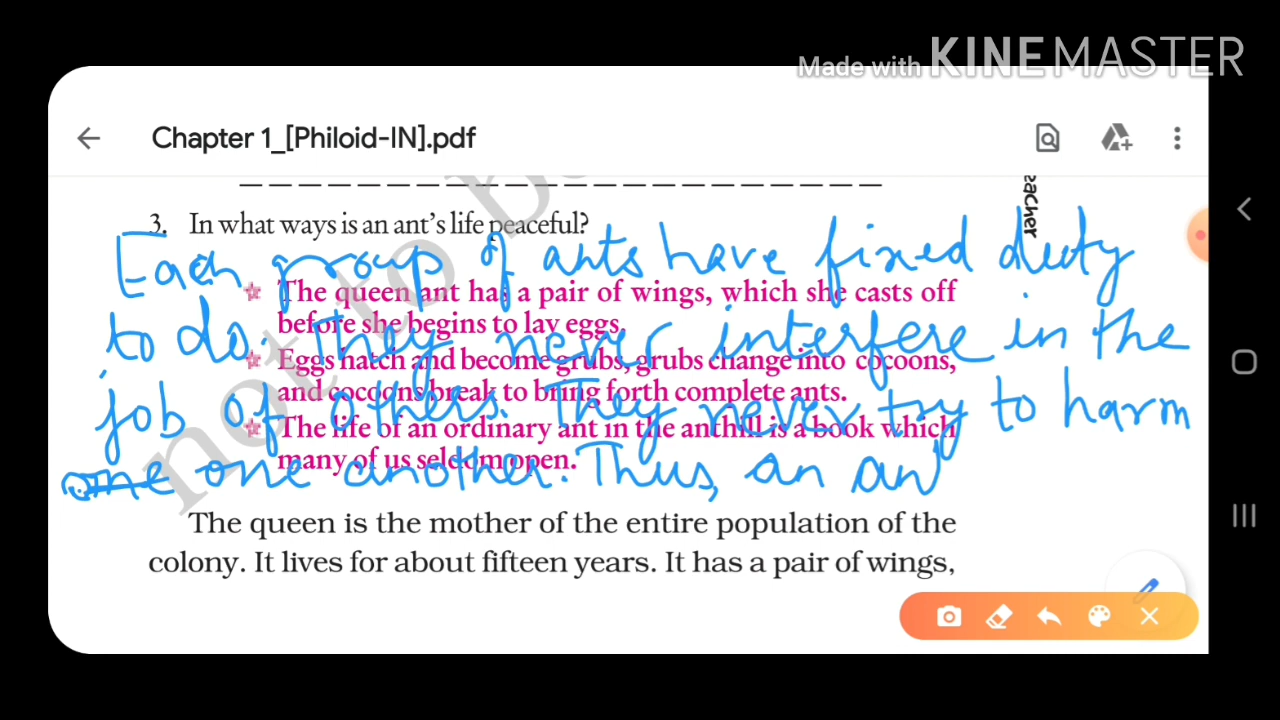 Made with KINEMASTER
Chapter 1_[Philoid-IN].pdf
eacher
3. In what ways is an ant's life peaceful?
Each group of ants have fixed duty
The queen ant has a pair of wings, which she casts off
before she begins to lay eggs.
to do. They never interfere in the
Eggs hatch and become grubs, grubs change into cocoons,
and cocoons break to bring forth complete ants.
job of others. They never try to harm
The life of an ordinary ant in the anthill is a book which
many of us seldom open.
one one another. Thus, an an
The queen is the mother of the entire population of the
colony. It lives for about fifteen years. It has a pair of wings,
not to b